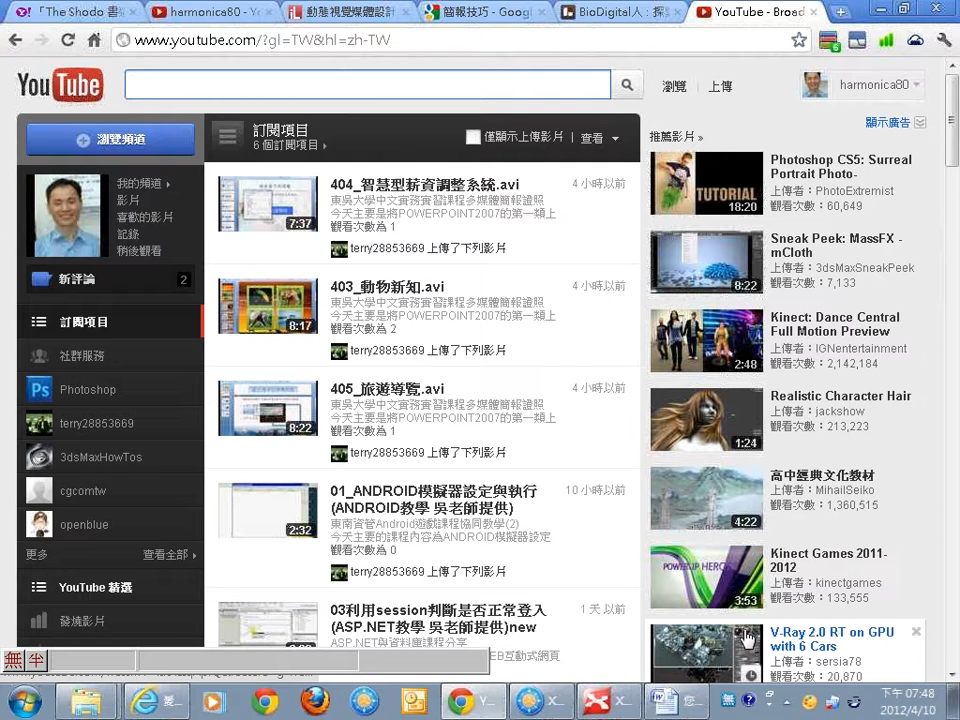 "The Shodo 書
harmonica80 - Yo
動態視覺媒體設計
簡報技巧 - Googl
BioDigital人：探
YouTube - Broad
www.youtube.com/?gl=TW&hl=zh-TW
YouTube
瀏覽
上傳
harmonica80
瀏覽頻道
訂閱項目
6 個訂閱項目
僅顯示上傳影片
查看
顯示廣告
推薦影片 »
我的頻道
影片
喜歡的影片
記錄
稍後觀看
新評論
2
訂閱項目
社群服務
Ps Photoshop
terry28853669
3dsMaxHowTos
cgcomtw
openblue
更多
查看全部
YouTube 精選
發燒影片
7:37
404_智慧型薪資調整系統.avi
4 小時以前
東吳大學中文實務實習課程多媒體簡報證照
今天主要是將POWERPOINT2007的第一類上
觀看次數為 1
terry28853669 上傳了下列影片
8:17
403_動物新知.avi
4 小時以前
東吳大學中文實務實習課程多媒體簡報證照
今天主要是將POWERPOINT2007的第一類上
觀看次數為 2
terry28853669 上傳了下列影片
8:22
405_旅遊導覽.avi
4 小時以前
東吳大學中文實務實習課程多媒體簡報證照
今天主要是將POWERPOINT2007的第一類上
觀看次數為 1
terry28853669 上傳了下列影片
2:32
01_ANDROID模擬器設定與執行
(ANDROID教學 吳老師提供)
10 小時以前
東南資管Android遊戲課程協同教學(2)
今天主要的課程內容為ANDROID模擬器設定
觀看次數為 0
terry28853669 上傳了下列影片
03利用session判斷是否正常登入
(ASP.NET教學 吳老師提供)new
1 天 以前
ASP.NET與資料庫課程分享
EB互動式網頁
TUTORIAL
18:20
Photoshop CS5: Surreal
Portrait Photo-
上傳者：PhotoExtremist
觀看次數：60,649
8:22
Sneak Peek: MassFX -
mCloth
上傳者：3dsMaxSneakPeek
觀看次數：7,133
2:48
Kinect: Dance Central
Full Motion Preview
上傳者：IGNentertainment
觀看次數：2,142,184
1:24
Realistic Character Hair
上傳者：jackshow
觀看次數：213,223
4:22
高中經典文化教材
上傳者：MihailSeiko
觀看次數：1,360,515
POWER UP HEROES
3:53
Kinect Games 2011-
2012
上傳者：kinectgames
觀看次數：133,555
V-Ray 2.0 RT on GPU
with 6 Cars
上傳者：sersia78
觀看次數：20,870
無 半
愛...
Y...
X...
X...
您...
下午 07:48
2012/4/10